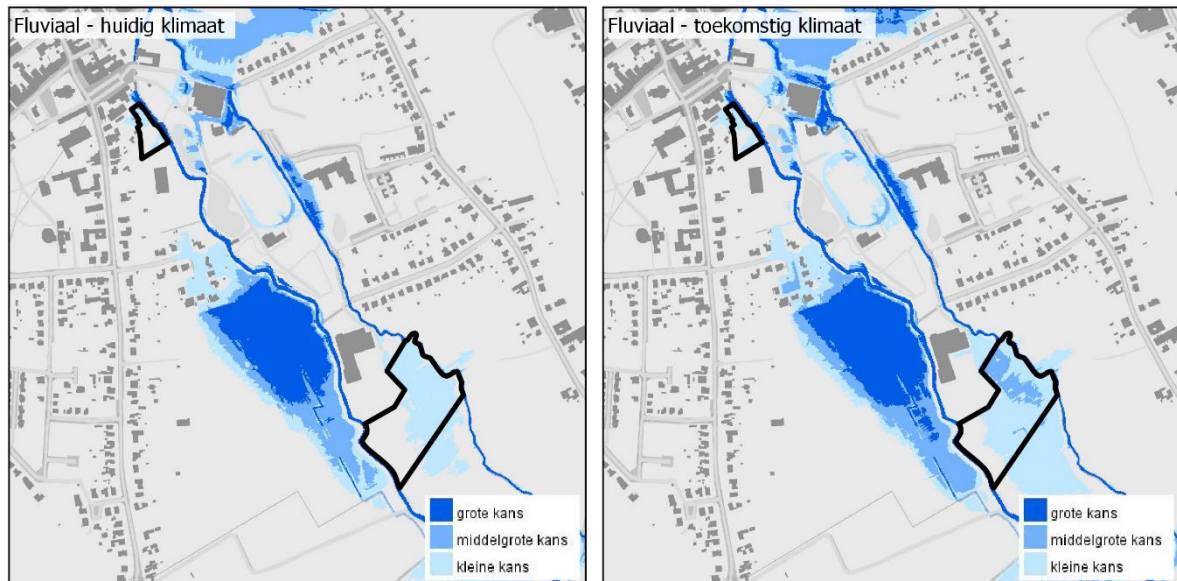 Fluviaal - huidig klimaat
grote kans
middelgrote kans
kleine kans
Fluviaal - toekomstig klimaat
grote kans
middelgrote kans
kleine kans